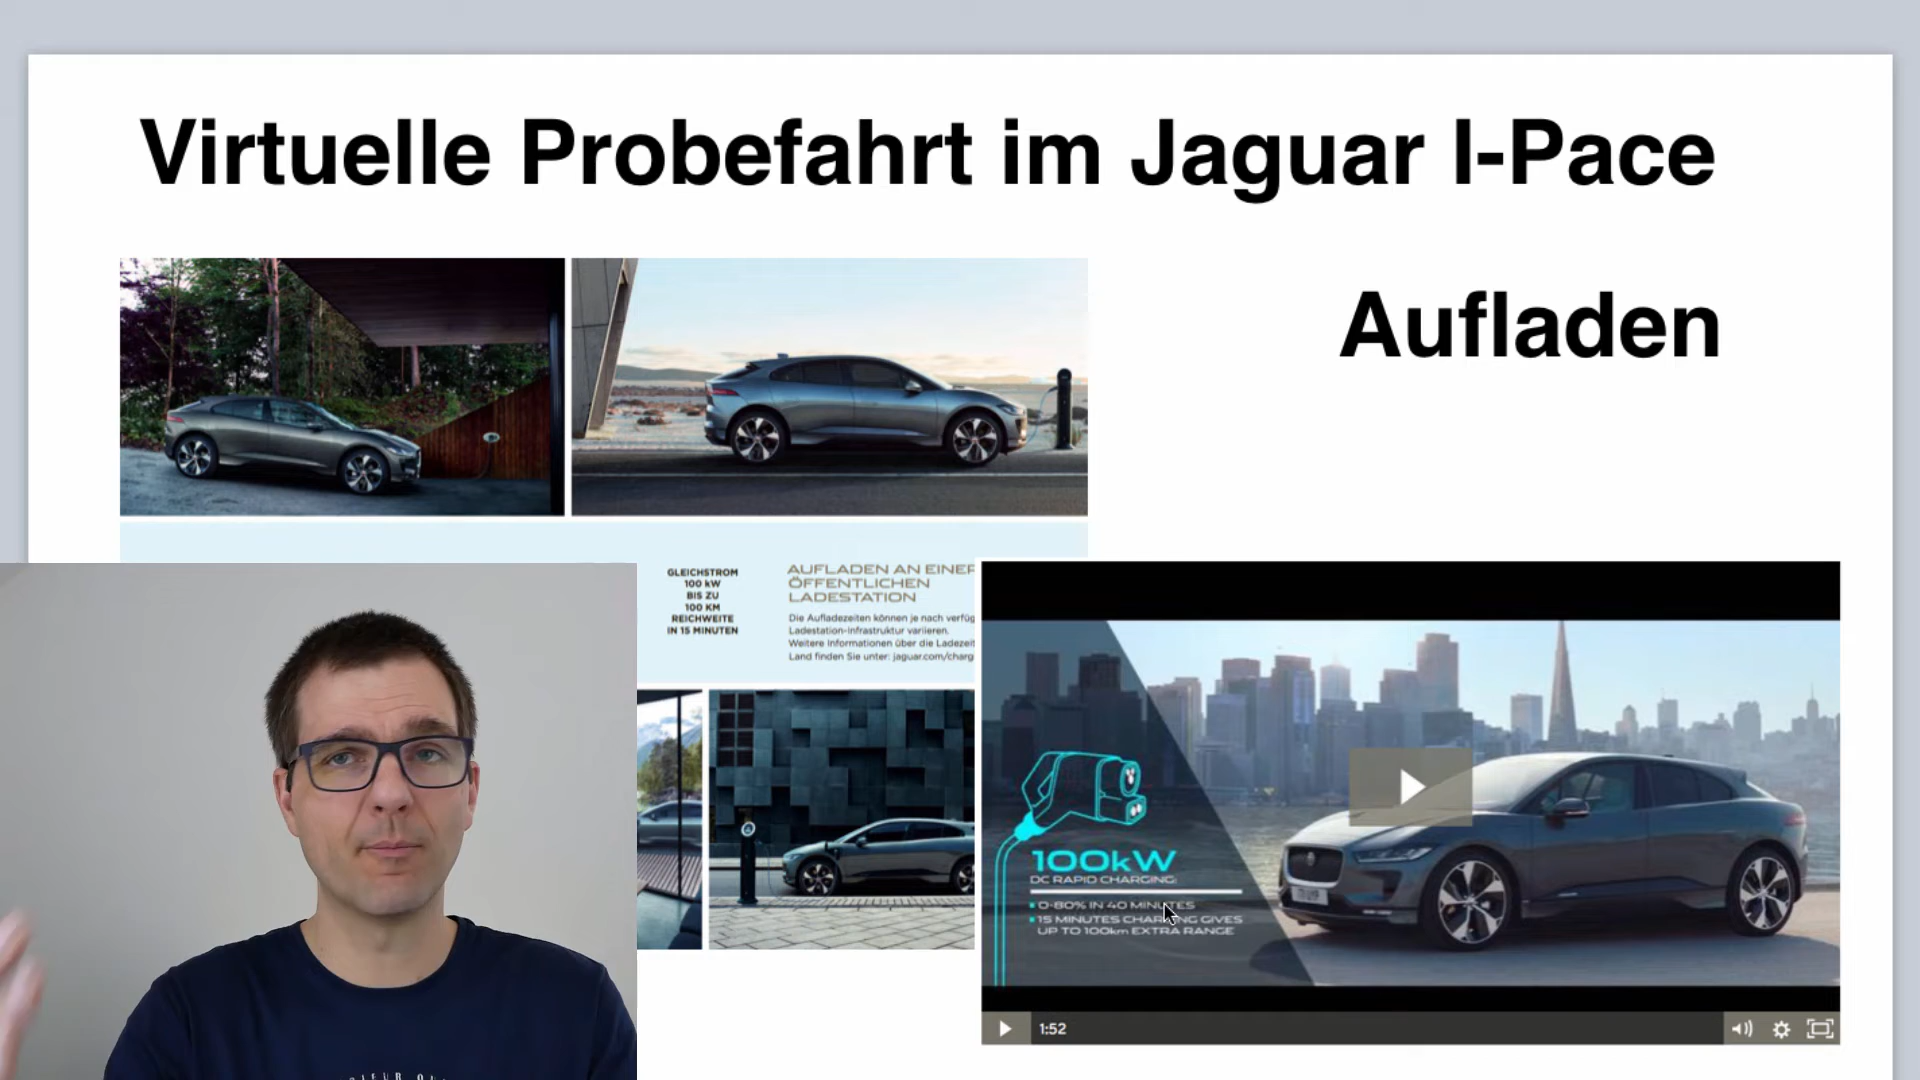 Virtuelle Probefahrt im Jaguar I-Pace
Aufladen
GLEICHSTROM
100 kW
BIS ZU
100 KM
REICHWEITE
IN 15 MINUTEN
AUFLADEN AN EINER
ÖFFENTLICHEN
LADESTATION
Die Aufladezeiten können je nach verfüg
Ladestation-Infrastruktur variieren.
Weitere Informationen über die Ladezeit
Land finden Sie unter: jaguar.com/charg
100kW
DC RAPID CHARGING:
0-80% IN 40 MINUTES
15 MINUTES CHARGING GIVES
UP TO 100km EXTRA RANGE
1:52